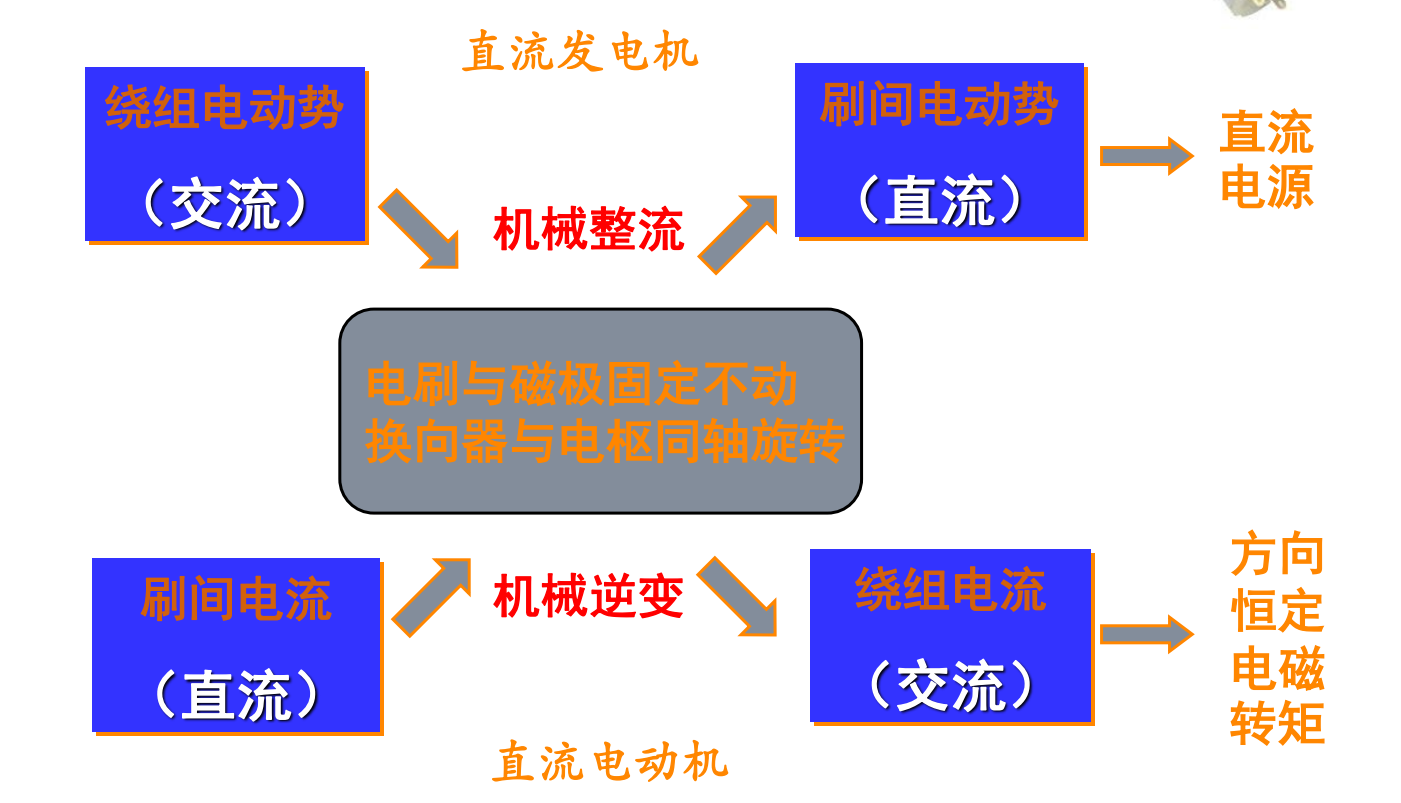 直流发电机
绕组电动势
（交流）
机械整流
刷间电动势
（直流）
直流
电源
电刷与磁极固定不动
换向器与电枢同轴旋转
刷间电流
（直流）
机械逆变
绕组电流
（交流）
方向
恒定
电磁
转矩
直流电动机